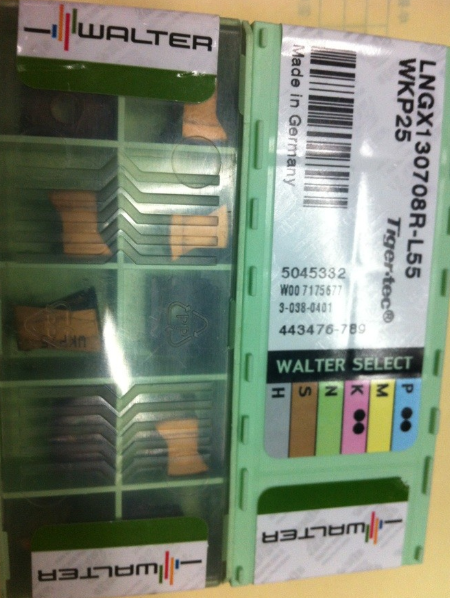 WALTER
LNGX130708R-L55
WKP25
Tiger·tec®
Made in Germany
5045332
W00 7175677
3-038-0401
443476-789
WALTER SELECT
P
M
K
N
S
H
WALTER
WALTER